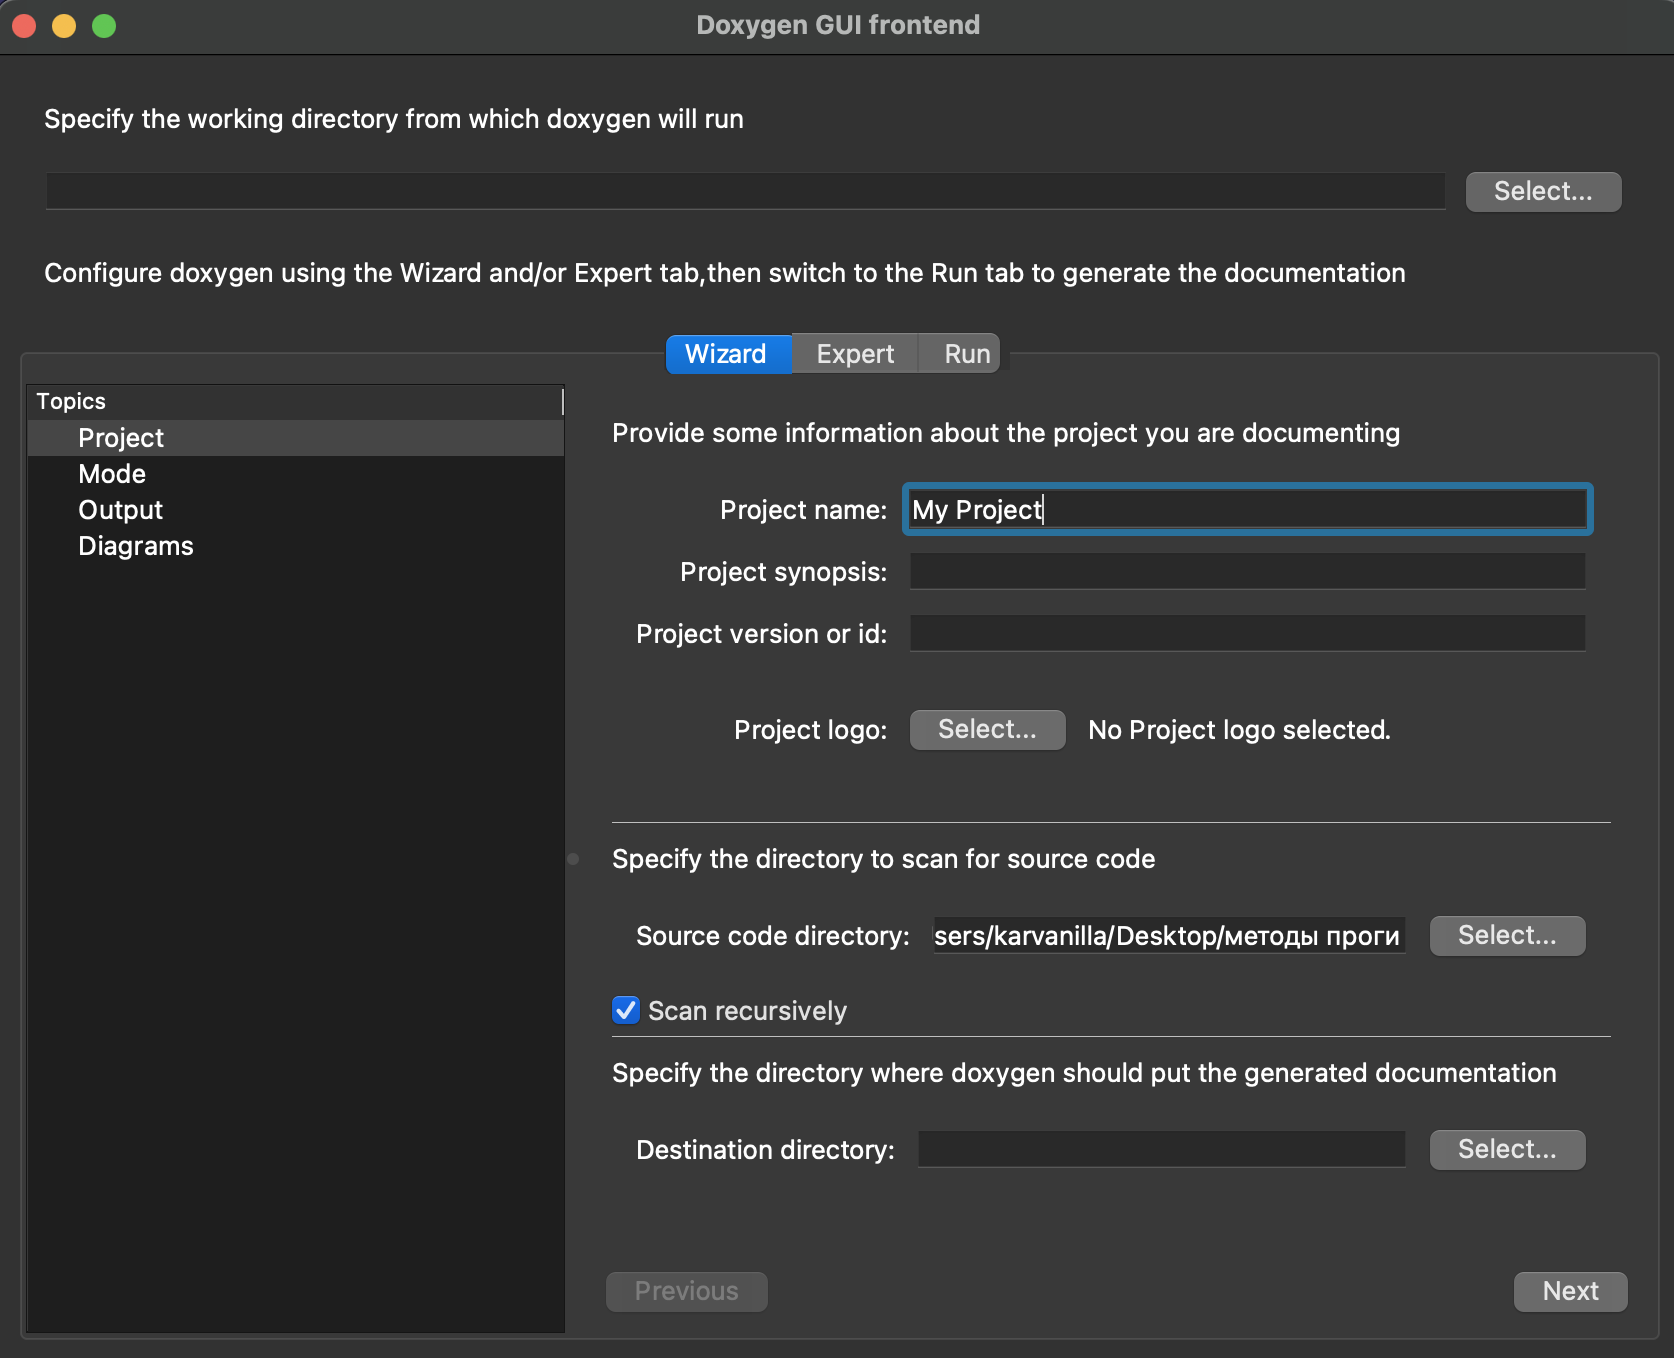 Doxygen GUI frontend
Specify the working directory from which doxygen will run
Select...
Configure doxygen using the Wizard and/or Expert tab,then switch to the Run tab to generate the documentation
Wizard Expert Run
Topics
Project
Mode
Output
Diagrams
Provide some information about the project you are documenting
Project name: My Project
Project synopsis:
Project version or id:
Project logo: Select... No Project logo selected.
Specify the directory to scan for source code
Source code directory: sers/karvanilla/Desktop/методы проги Select...
Scan recursively
Specify the directory where doxygen should put the generated documentation
Destination directory: Select...
Previous Next